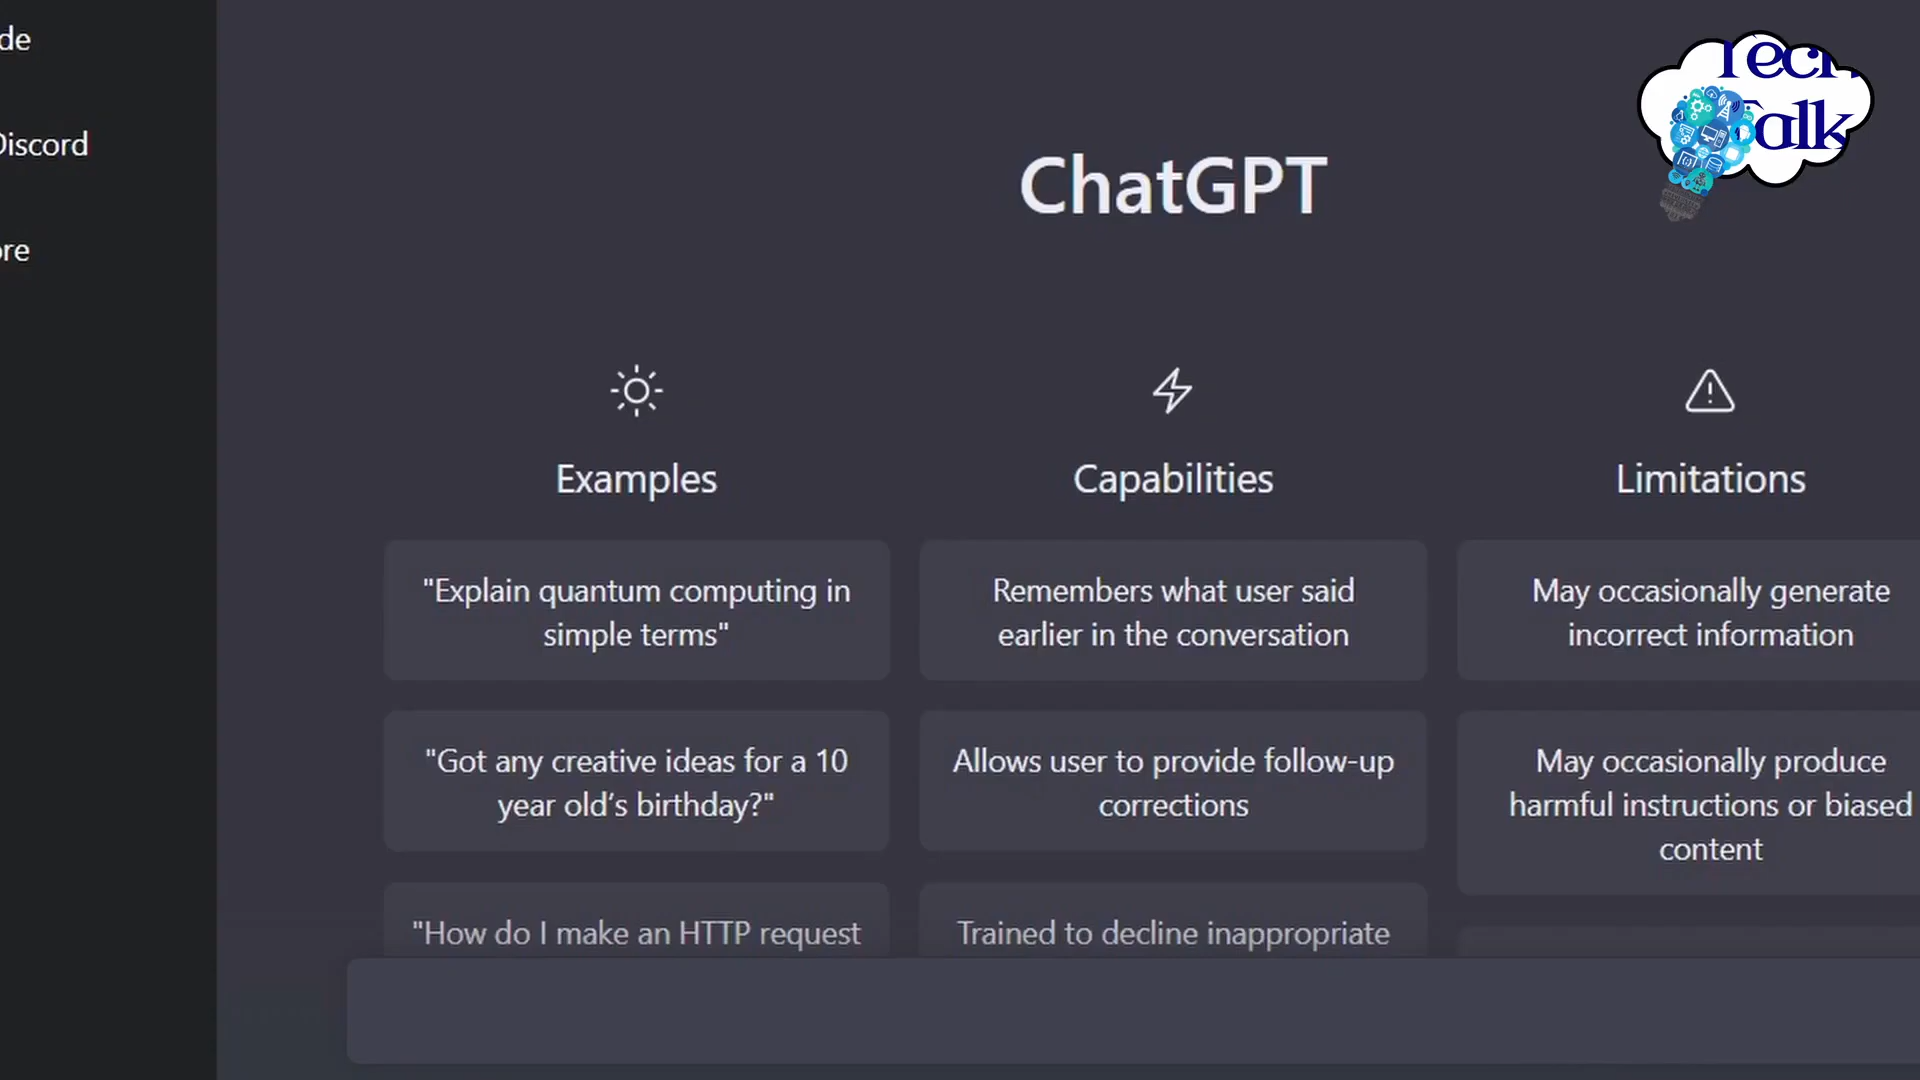 de
Discord
ore
Tech
Talk
ChatGPT
Examples
Capabilities
Limitations
"Explain quantum computing in
simple terms"
Remembers what user said
earlier in the conversation
May occasionally generate
incorrect information
"Got any creative ideas for a 10
year old's birthday?"
Allows user to provide follow-up
corrections
May occasionally produce
harmful instructions or biased
content
"How do I make an HTTP request
Trained to decline inappropriate